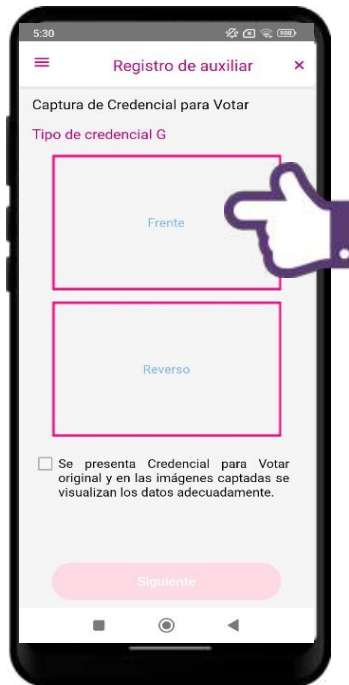 5:30
100
Registro de auxiliar
Captura de Credencial para Votar
Tipo de credencial G
Frente
Reverso
Se presenta Credencial para Votar
original y en las imágenes captadas se
visualizan los datos adecuadamente.
Siguiente